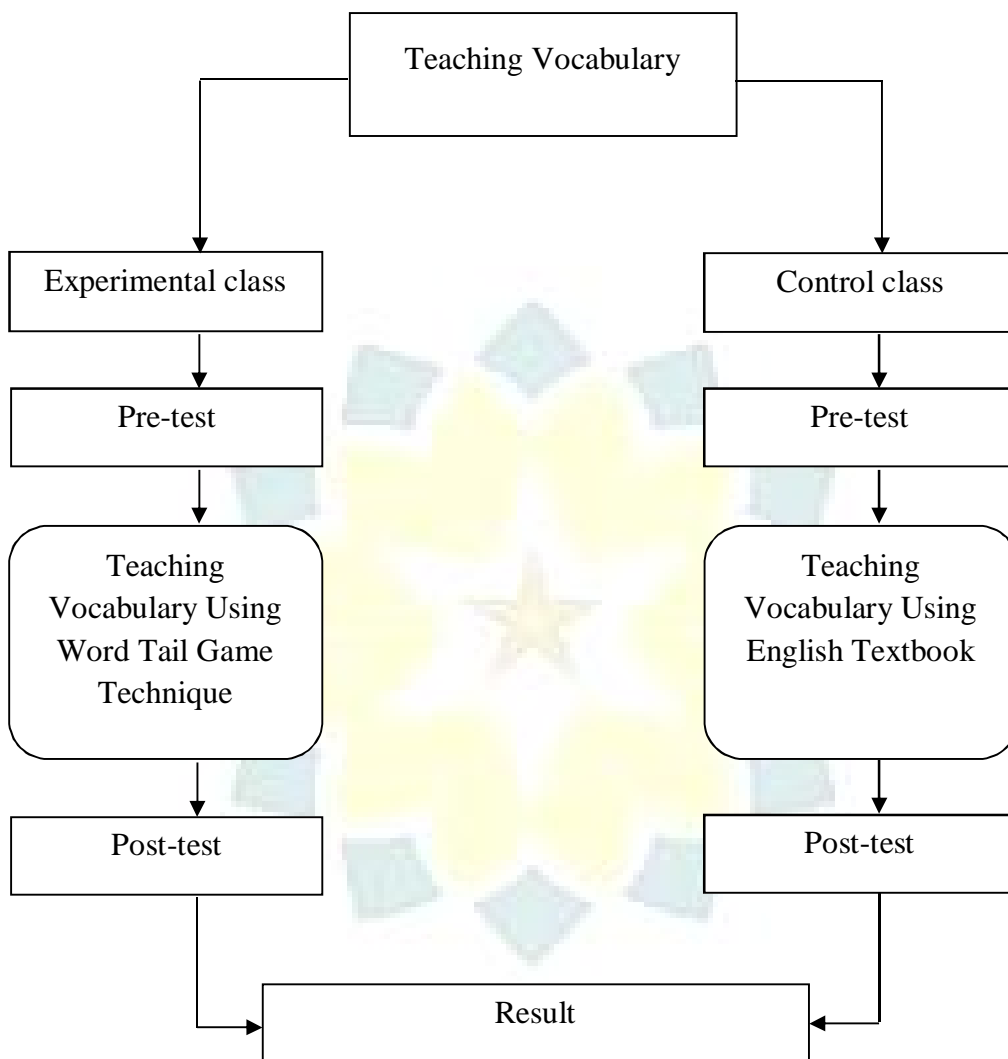 Teaching Vocabulary
Experimental class
Control class
Pre-test
Pre-test
Teaching
Vocabulary Using
Word Tail Game
Technique
Teaching
Vocabulary Using
English Textbook
Post-test
Post-test
Result